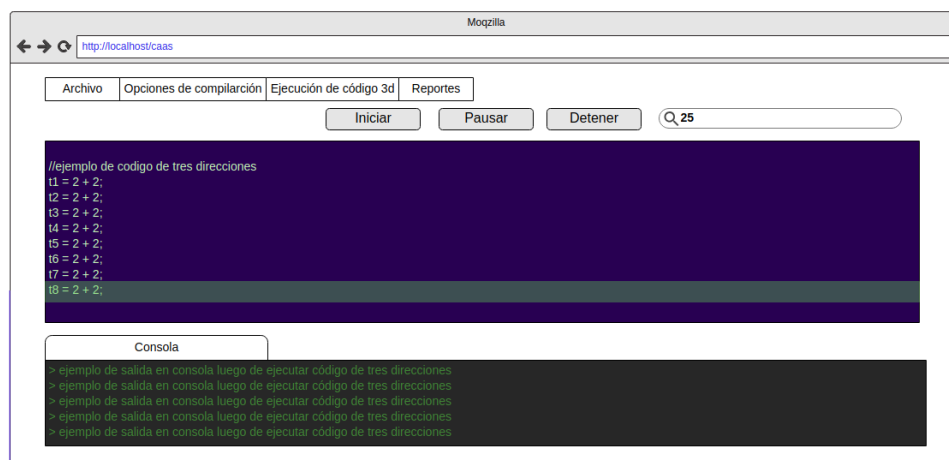 Moqzilla
http://localhost/caas
Archivo Opciones de compilarción Ejecución de código 3d Reportes
Iniciar Pausar Detener 25
//ejemplo de codigo de tres direcciones
t1 = 2 + 2;
t2 = 2 + 2;
t3 = 2 + 2;
t4 = 2 + 2;
t5 = 2 + 2;
t6 = 2 + 2;
t7 = 2 + 2;
t8 = 2 + 2;
Consola
> ejemplo de salida en consola luego de ejecutar código de tres direcciones
> ejemplo de salida en consola luego de ejecutar código de tres direcciones
> ejemplo de salida en consola luego de ejecutar código de tres direcciones
> ejemplo de salida en consola luego de ejecutar código de tres direcciones
> ejemplo de salida en consola luego de ejecutar código de tres direcciones